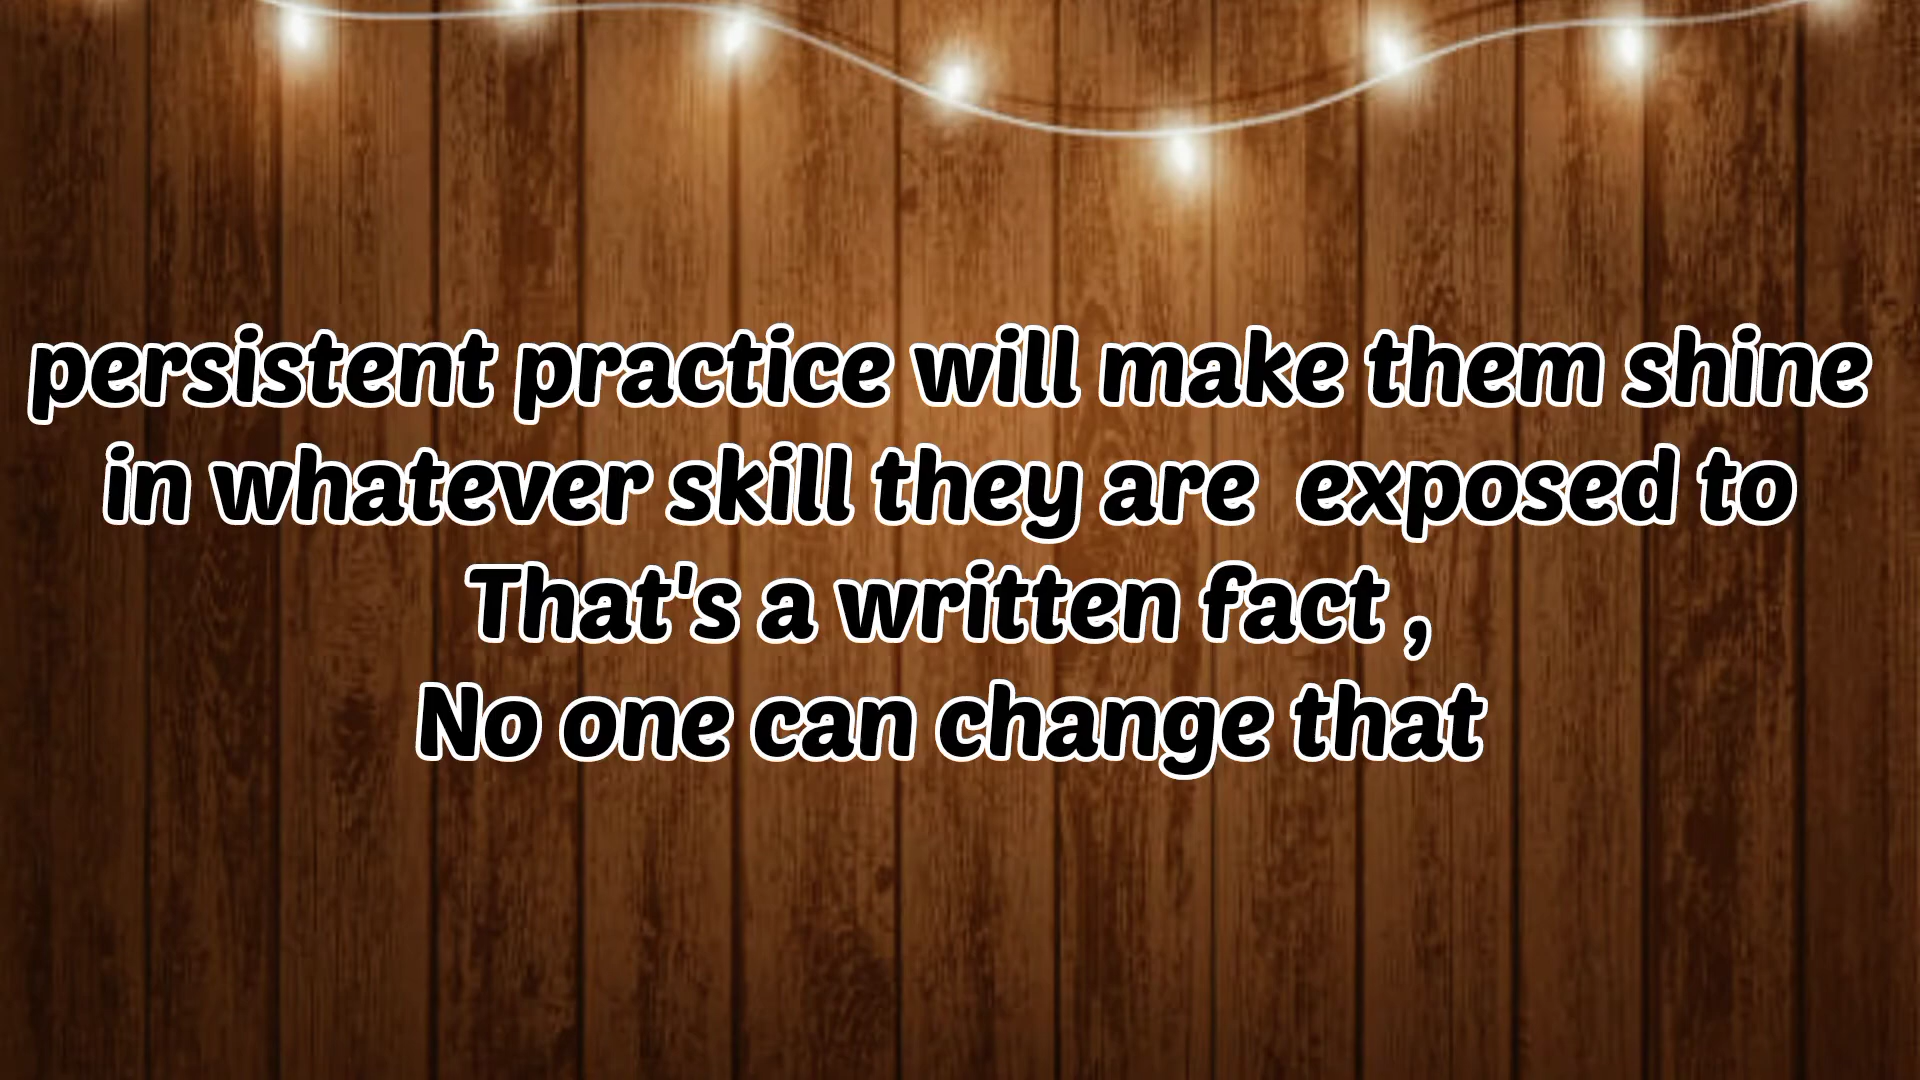 persistent practice will make them shine
in whatever skill they are  exposed to
That's a written fact ,
No one can change that